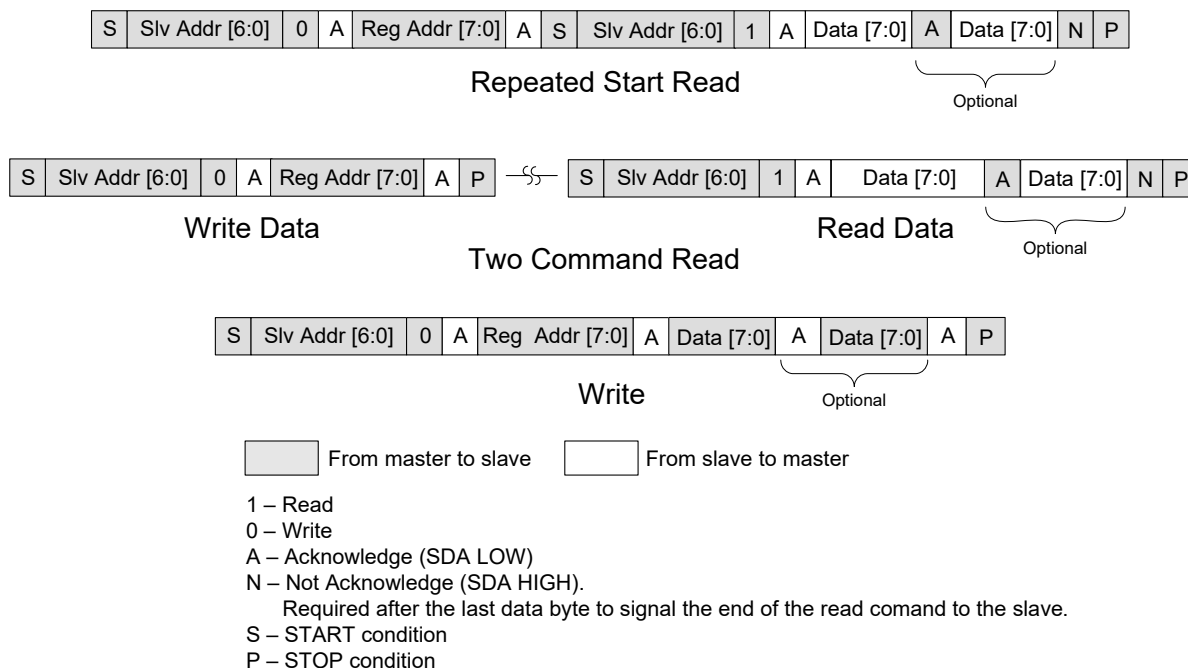 S Slv Addr [6:0] 0 A Reg Addr [7:0] A S Slv Addr [6:0] 1 A Data [7:0] A Data [7:0] N P
Repeated Start Read
Optional
S Slv Addr [6:0] 0 A Reg Addr [7:0] A P S Slv Addr [6:0] 1 A Data [7:0] A Data [7:0] N P
Write Data
Read Data
Optional
Two Command Read
S Slv Addr [6:0] 0 A Reg Addr [7:0] A Data [7:0] A Data [7:0] A P
Write
Optional
From master to slave
From slave to master
1 – Read
0 – Write
A – Acknowledge (SDA LOW)
N – Not Acknowledge (SDA HIGH).
Required after the last data byte to signal the end of the read comand to the slave.
S – START condition
P – STOP condition